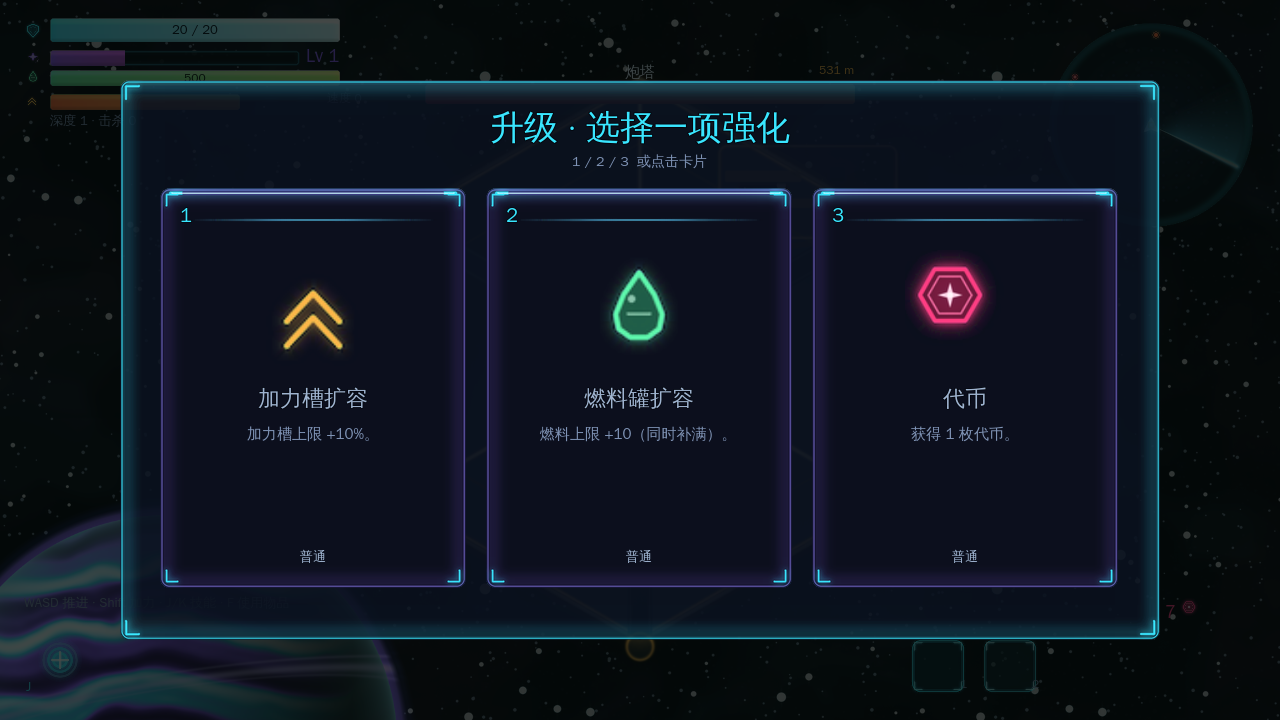 20 / 20
Lv 1
500
炮塔
531 m
深度 1 · 击杀
升级 · 选择一项强化
1 / 2 / 3 或点击卡片
1
加力槽扩容
加力槽上限 +10%。
普通
2
燃料罐扩容
燃料上限 +10（同时补满）。
普通
3
代币
获得 1 枚代币。
普通
WASD 推进 · Shi
7
J